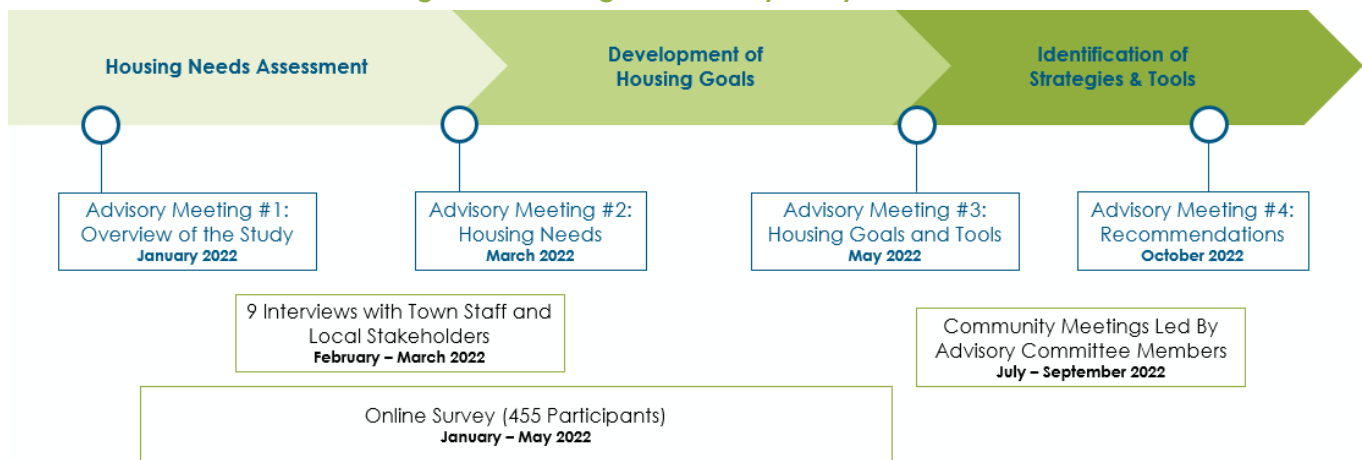 Housing Needs Assessment
Development of
Housing Goals
Identification of
Strategies & Tools
Advisory Meeting #1:
Overview of the Study
January 2022
Advisory Meeting #2:
Housing Needs
March 2022
Advisory Meeting #3:
Housing Goals and Tools
May 2022
Advisory Meeting #4:
Recommendations
October 2022
9 Interviews with Town Staff and
Local Stakeholders
February – March 2022
Community Meetings Led By
Advisory Committee Members
July – September 2022
Online Survey (455 Participants)
January – May 2022